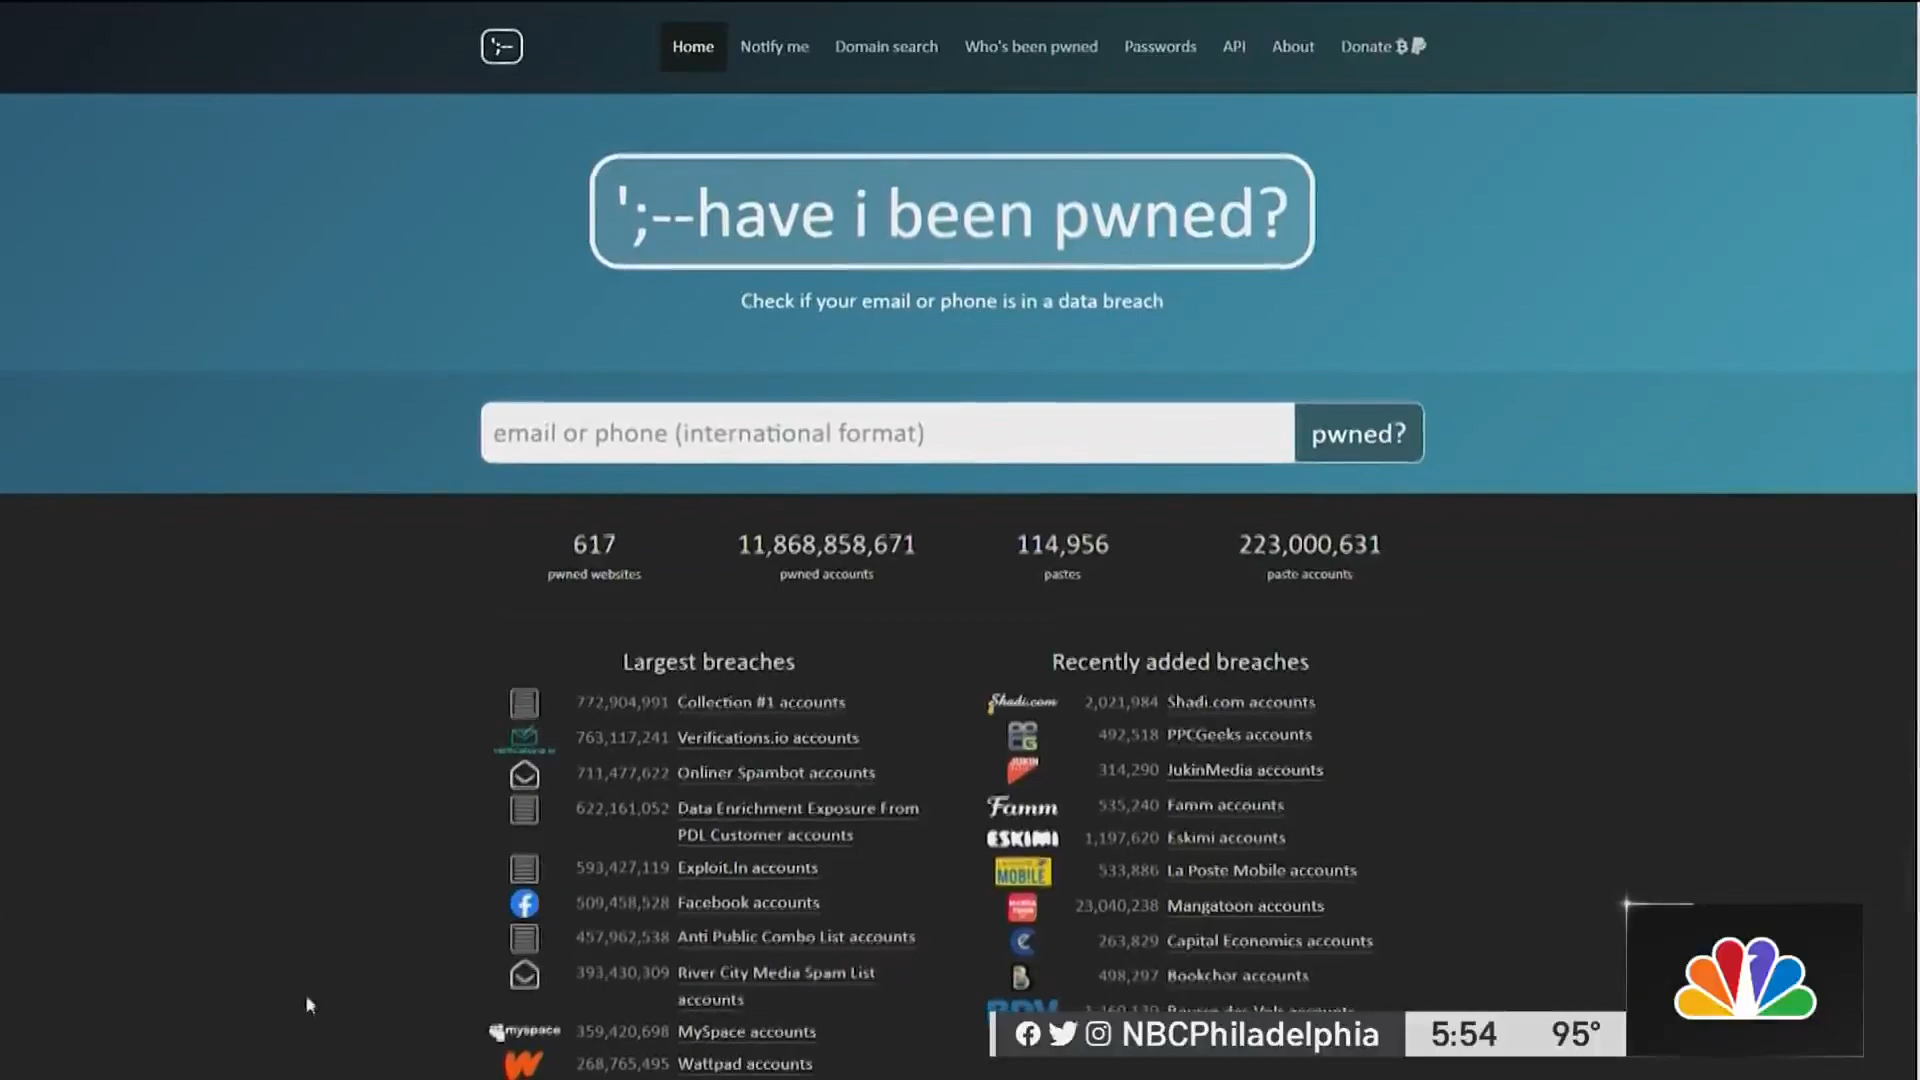 ';--
Home
Notify me
Domain search
Who's been pwned
Passwords
API
About
Donate
';--have i been pwned?
Check if your email or phone is in a data breach
email or phone (international format)
pwned?
617
pwned websites
11,868,858,671
pwned accounts
114,956
pastes
223,000,631
paste accounts
Largest breaches
772,904,991 Collection #1 accounts
763,117,241 Verifications.io accounts
711,477,622 Onliner Spambot accounts
622,161,052 Data Enrichment Exposure From
PDL Customer accounts
593,427,119 Exploit.In accounts
509,458,528 Facebook accounts
457,962,538 Anti Public Combo List accounts
393,430,309 River City Media Spam List
accounts
myspace 359,420,698 MySpace accounts
268,765,495 Wattpad accounts
Recently added breaches
Shadi.com 2,021,984 Shadi.com accounts
492,518 PPCGeeks accounts
JUKIN 314,290 JukinMedia accounts
Famm 535,240 Famm accounts
ESKIMI 1,197,620 Eskimi accounts
MOBILE 533,886 La Poste Mobile accounts
23,040,238 Mangatoon accounts
263,829 Capital Economics accounts
B 498,297 Bookchor accounts
NBCPhiladelphia
5:54 95°